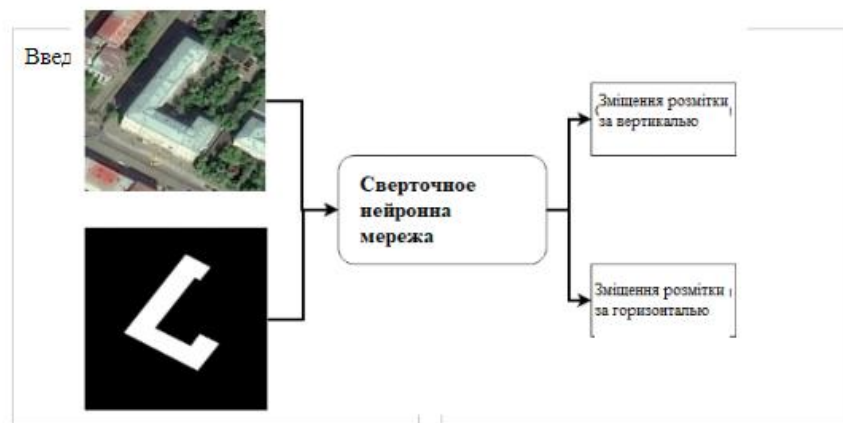 Введ
Зміщення розмітки
за вертикалью
Сверточное
нейронна
мережа
Зміщення розмітки
за горизонталью